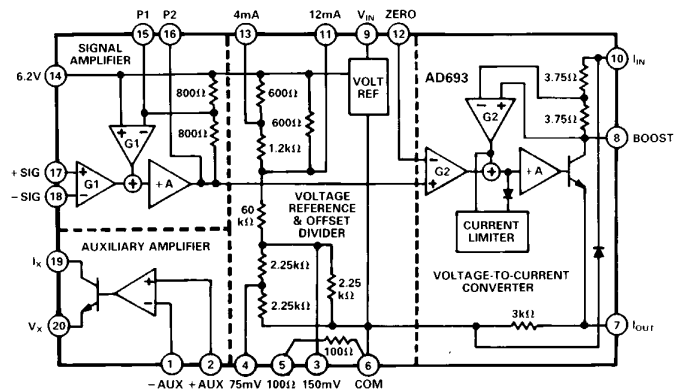 P1 P2 4mA 12mA VIN ZERO
15 16 13 11 9 12
SIGNAL
AMPLIFIER
6.2V 14
800Ω
800Ω
+ -
G1
+ SIG 17
- SIG 18
+
-
G1
+
+A
600Ω
600Ω
1.2kΩ
VOLT
REF
VOLTAGE
REFERENCE
& OFFSET
DIVIDER
60
kΩ
2.25kΩ
2.25kΩ
2.25
kΩ
100Ω
AUXILIARY AMPLIFIER
IX 19
VX 20
+
-
AD693
- +
G2
-
+
G2
+
+A
3.75Ω
3.75Ω
10 IIN
8 BOOST
CURRENT
LIMITER
VOLTAGE-TO-CURRENT
CONVERTER
3kΩ
7 IOUT
1 2 4 5 3 6
-AUX +AUX 75mV 100Ω 150mV COM